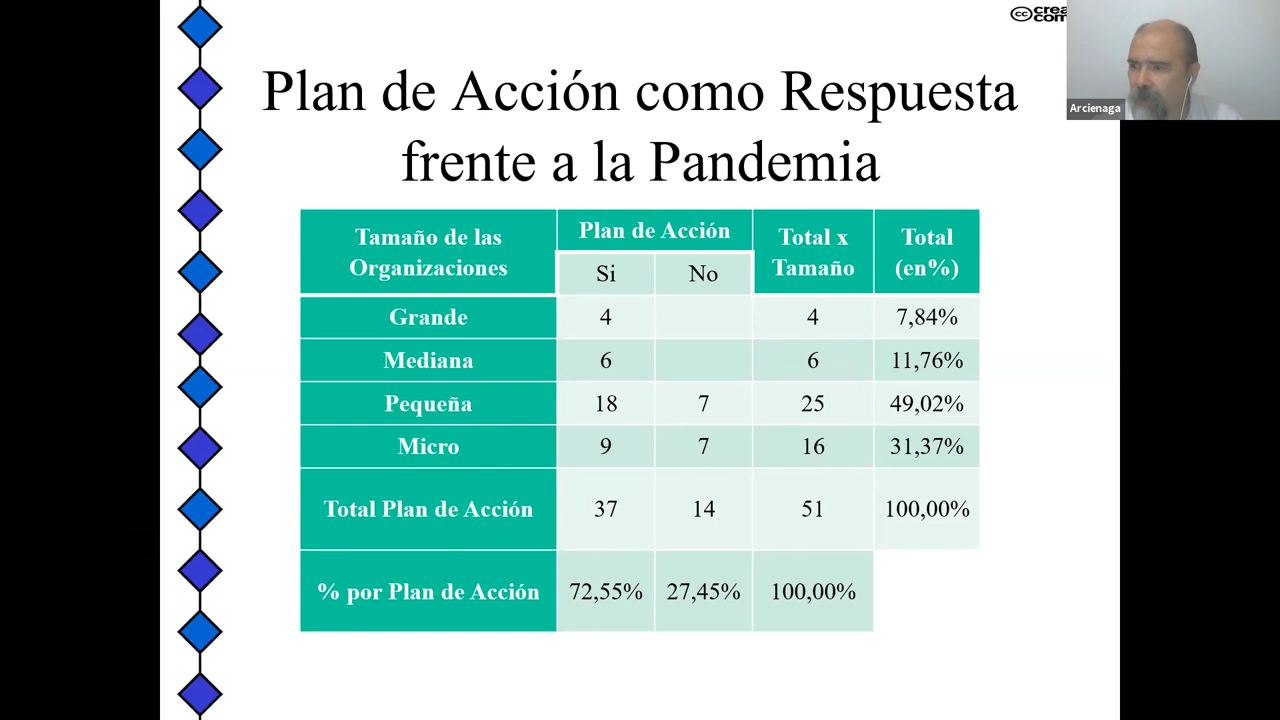 Arcienaga
Plan de Acción como Respuesta
frente a la Pandemia
Tamaño de las
Organizaciones
Plan de Acción
Total x
Tamaño
Total
(en%)
Si No
Grande 4 4 7,84%
Mediana 6 6 11,76%
Pequeña 18 7 25 49,02%
Micro 9 7 16 31,37%
Total Plan de Acción 37 14 51 100,00%
% por Plan de Acción 72,55% 27,45% 100,00%